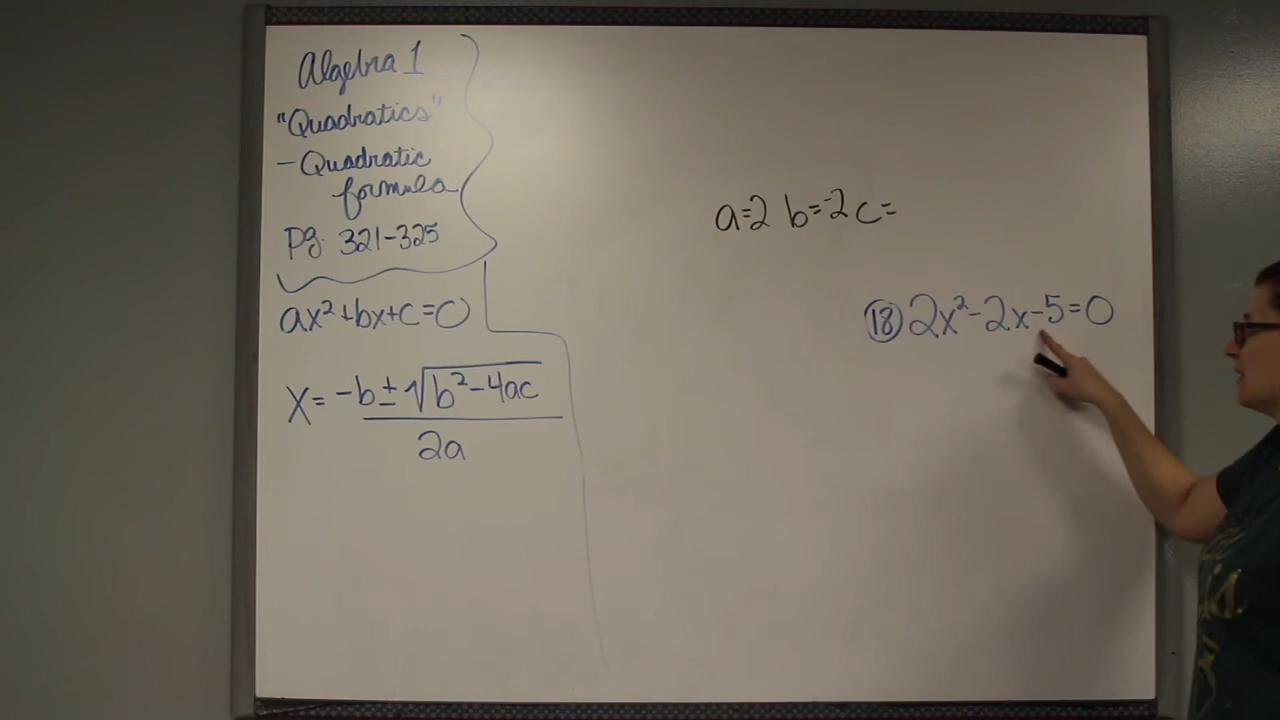 Algebra 1
"Quadratics"
- Quadratic
formula
Pg. 321-325
ax²+bx+c=0
X= -b ± √b²-4ac
2a
a=2 b=-2 c=
(18) 2x²-2x-5=0